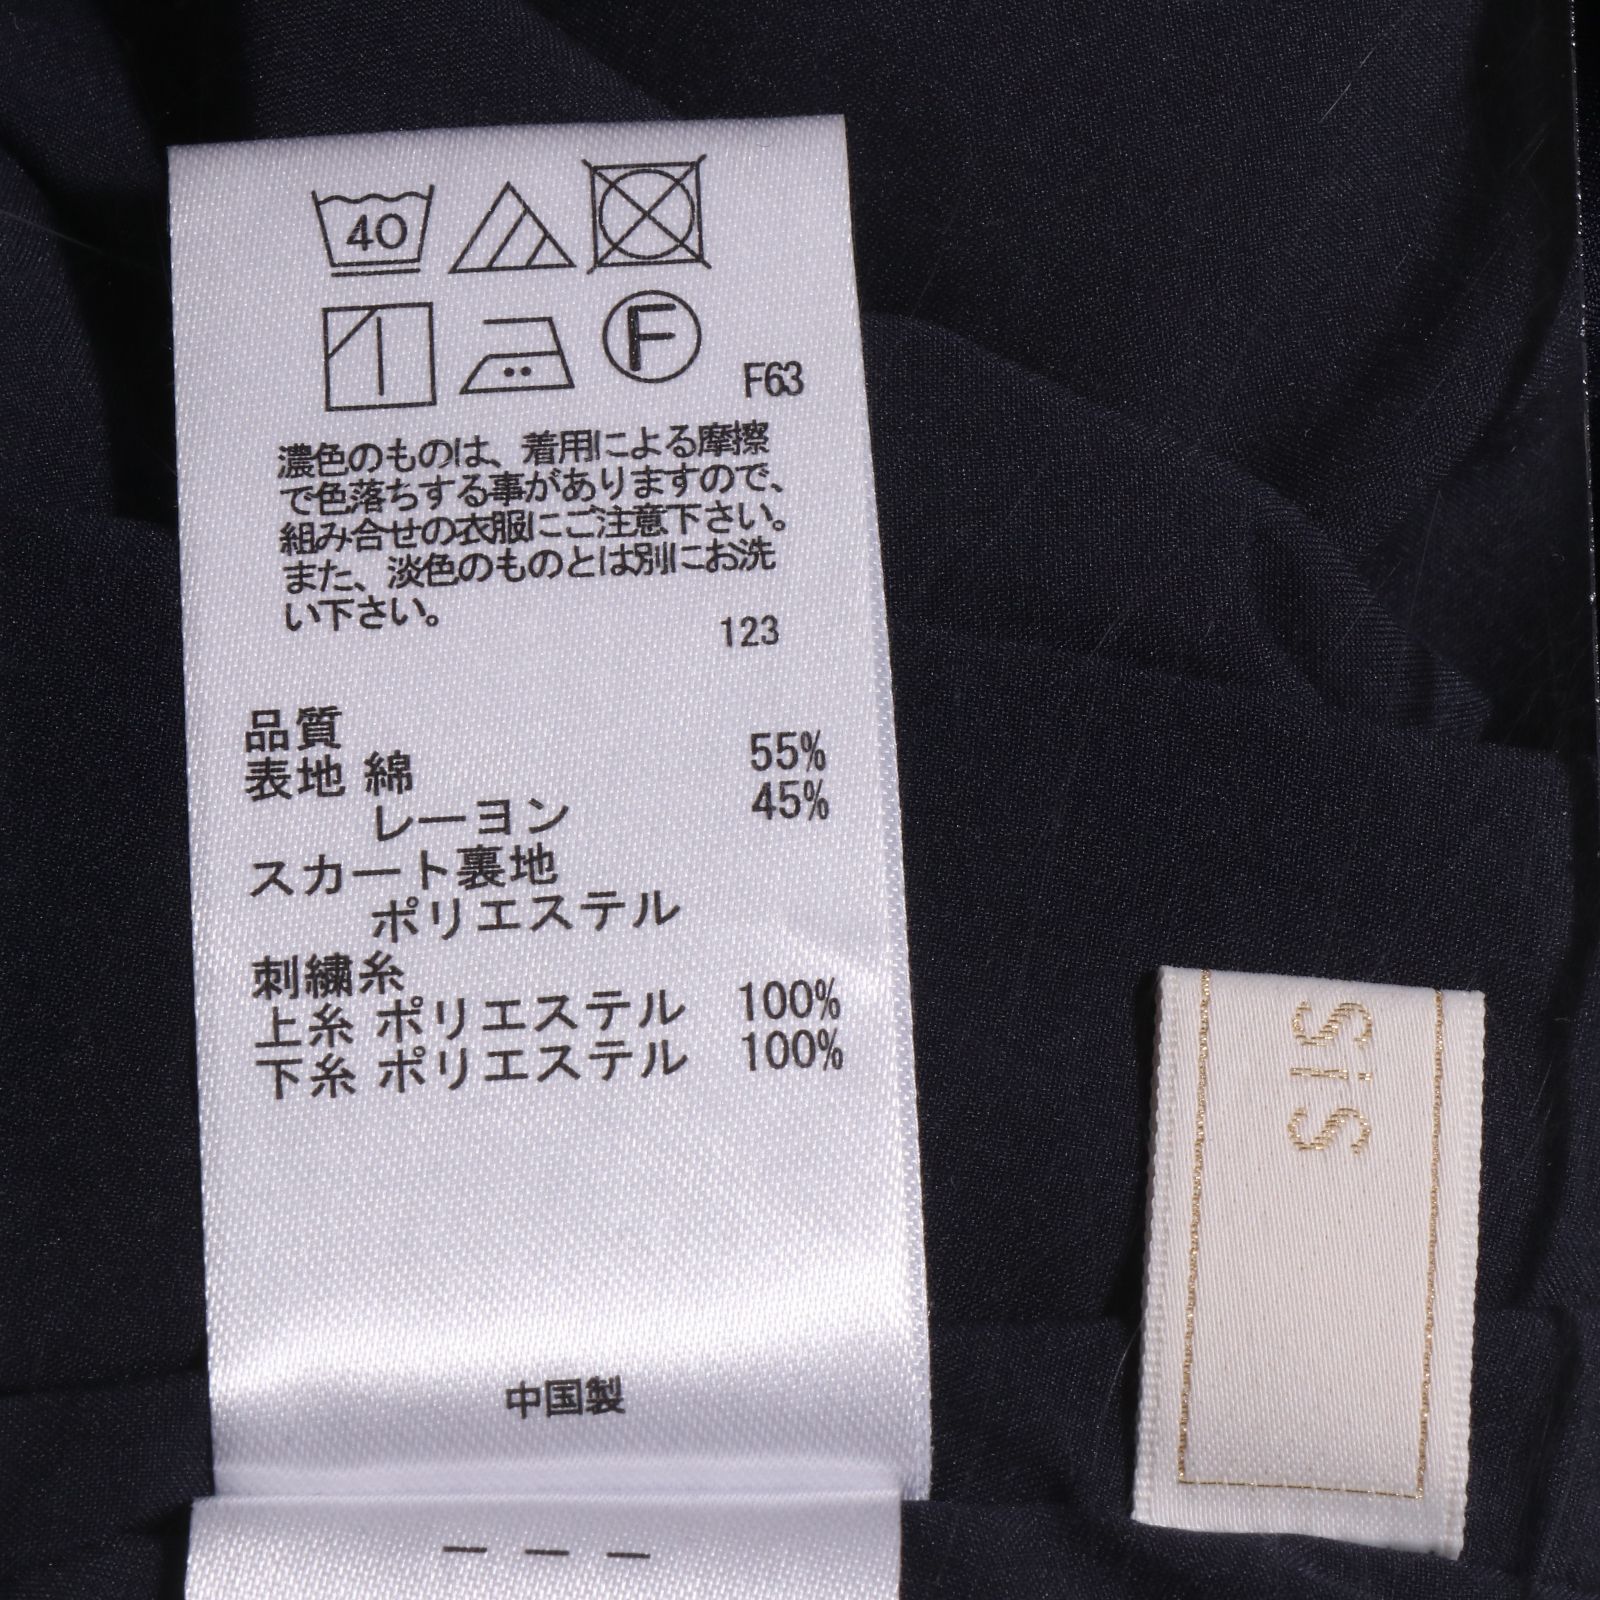 40
F
F63
濃色のものは、着用による摩擦
で色落ちする事がありますので、
組み合せの衣服にご注意下さい。
また、淡色のものとは別にお洗
い下さい。
123
品質
表地 綿 55%
レーヨン 45%
スカート裏地
ポリエステル
刺繍糸
上糸 ポリエステル 100%
下糸 ポリエステル 100%
中国製
SiS